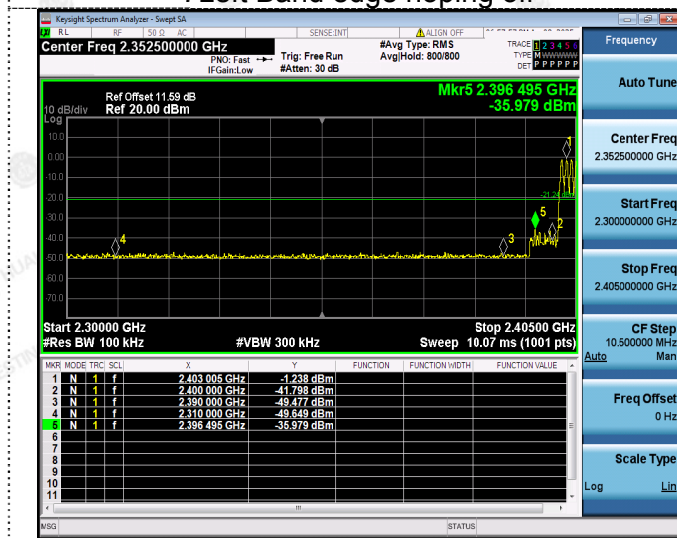 Left Band edge hoping off
Keysight Spectrum Analyzer - Swept SA
RL RF 50 Ω AC SENSE:INT ALIGN OFF
Center Freq 2.352500000 GHz
PNO: Fast
IFGain:Low
Trig: Free Run
#Atten: 30 dB
#Avg Type: RMS
Avg|Hold: 800/800
TRACE 1 2 3 4 5 6
TYPE M
DET P P P P P P
Frequency
Mkr5 2.396 495 GHz
-35.979 dBm
Ref Offset 11.59 dB
10 dB/div Ref 20.00 dBm
Log
10.0
0.00
-10.0
-20.0
-30.0
-40.0
-50.0
-60.0
-70.0
1
-21.24 dBm
5
2
3
4
Start 2.30000 GHz Stop 2.40500 GHz
#Res BW 100 kHz #VBW 300 kHz Sweep 10.07 ms (1001 pts)
MKR MODE TRC SCL X Y FUNCTION FUNCTION WIDTH FUNCTION VALUE
1 N 1 f 2.403 005 GHz -1.238 dBm
2 N 1 f 2.400 000 GHz -41.798 dBm
3 N 1 f 2.390 000 GHz -49.477 dBm
4 N 1 f 2.310 000 GHz -49.649 dBm
5 N 1 f 2.396 495 GHz -35.979 dBm
6
7
8
9
10
11
MSG STATUS
Auto Tune
Center Freq
2.352500000 GHz
Start Freq
2.300000000 GHz
Stop Freq
2.405000000 GHz
CF Step
10.500000 MHz
Auto Man
Freq Offset
0 Hz
Scale Type
Log Lin